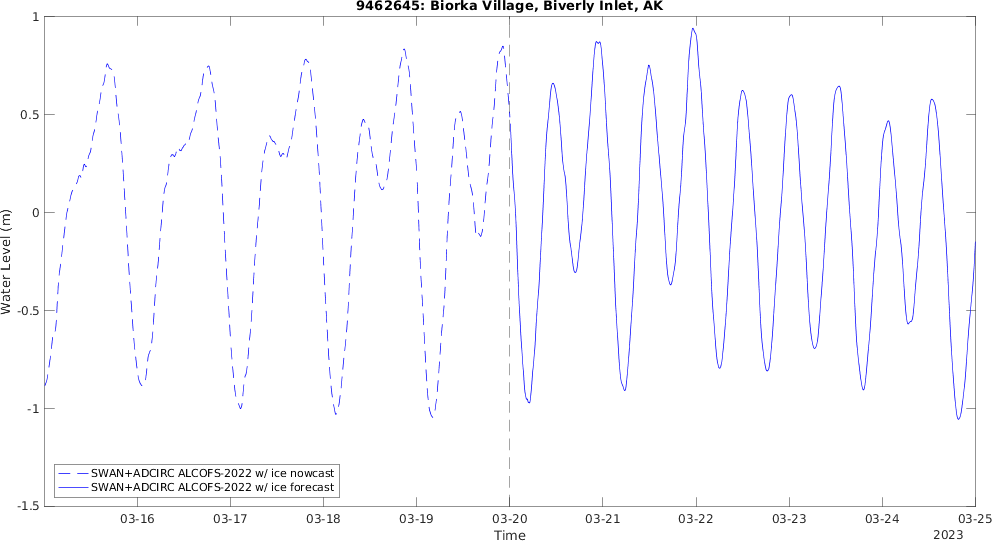 9462645: Biorka Village, Biverly Inlet, AK
1
0.5
0
-0.5
-1
-1.5
Water Level (m)
SWAN+ADCIRC ALCOFS-2022 w/ ice nowcast
SWAN+ADCIRC ALCOFS-2022 w/ ice forecast
03-16 03-17 03-18 03-19 03-20 03-21 03-22 03-23 03-24 03-25
Time
2023